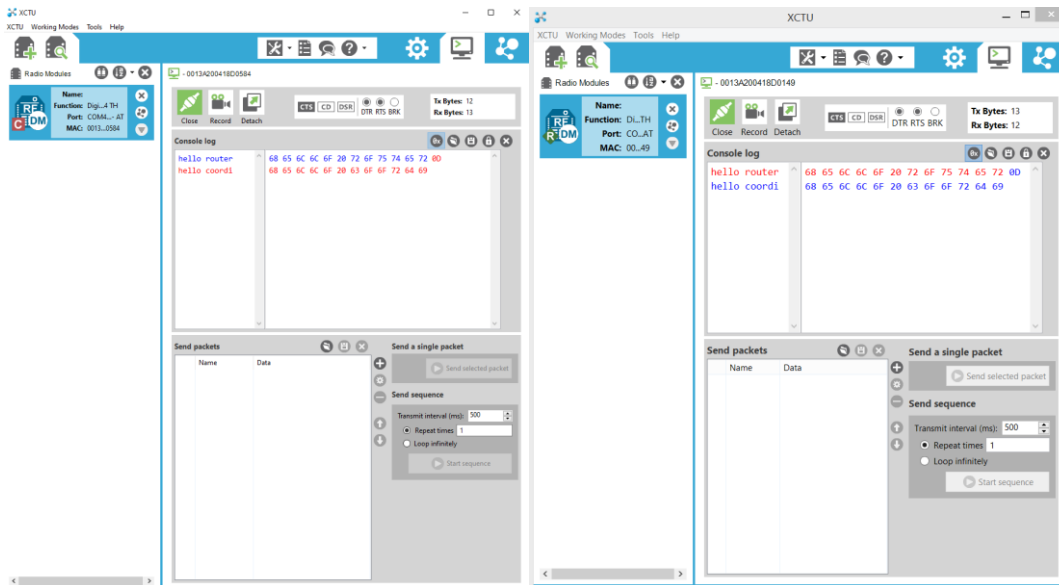 XCTU
XCTU Working Modes Tools Help
Radio Modules
- 0013A200418D0584
Name:
Function: Digi...4 TH
Port: COM4...- AT
MAC: 0013...0584
RE
C DM
Close Record Detach
CTS CD DSR
DTR RTS BRK
Tx Bytes: 12
Rx Bytes: 13
Console log
hello router 68 65 6C 6C 6F 20 72 6F 75 74 65 72 0D
hello coordi 68 65 6C 6C 6F 20 63 6F 6F 72 64 69
Send packets
Name Data
Send a single packet
Send selected packet
Send sequence
Transmit interval (ms): 500
Repeat times 1
Loop infinitely
Start sequence
XCTU
XCTU Working Modes Tools Help
Radio Modules
- 0013A200418D0149
Name:
Function: Di...TH
Port: CO...AT
MAC: 00...49
RE
R DM
Close Record Detach
CTS CD DSR
DTR RTS BRK
Tx Bytes: 13
Rx Bytes: 12
Console log
hello router 68 65 6C 6C 6F 20 72 6F 75 74 65 72 0D
hello coordi 68 65 6C 6C 6F 20 63 6F 6F 72 64 69
Send packets
Name Data
Send a single packet
Send selected packet
Send sequence
Transmit interval (ms): 500
Repeat times 1
Loop infinitely
Start sequence